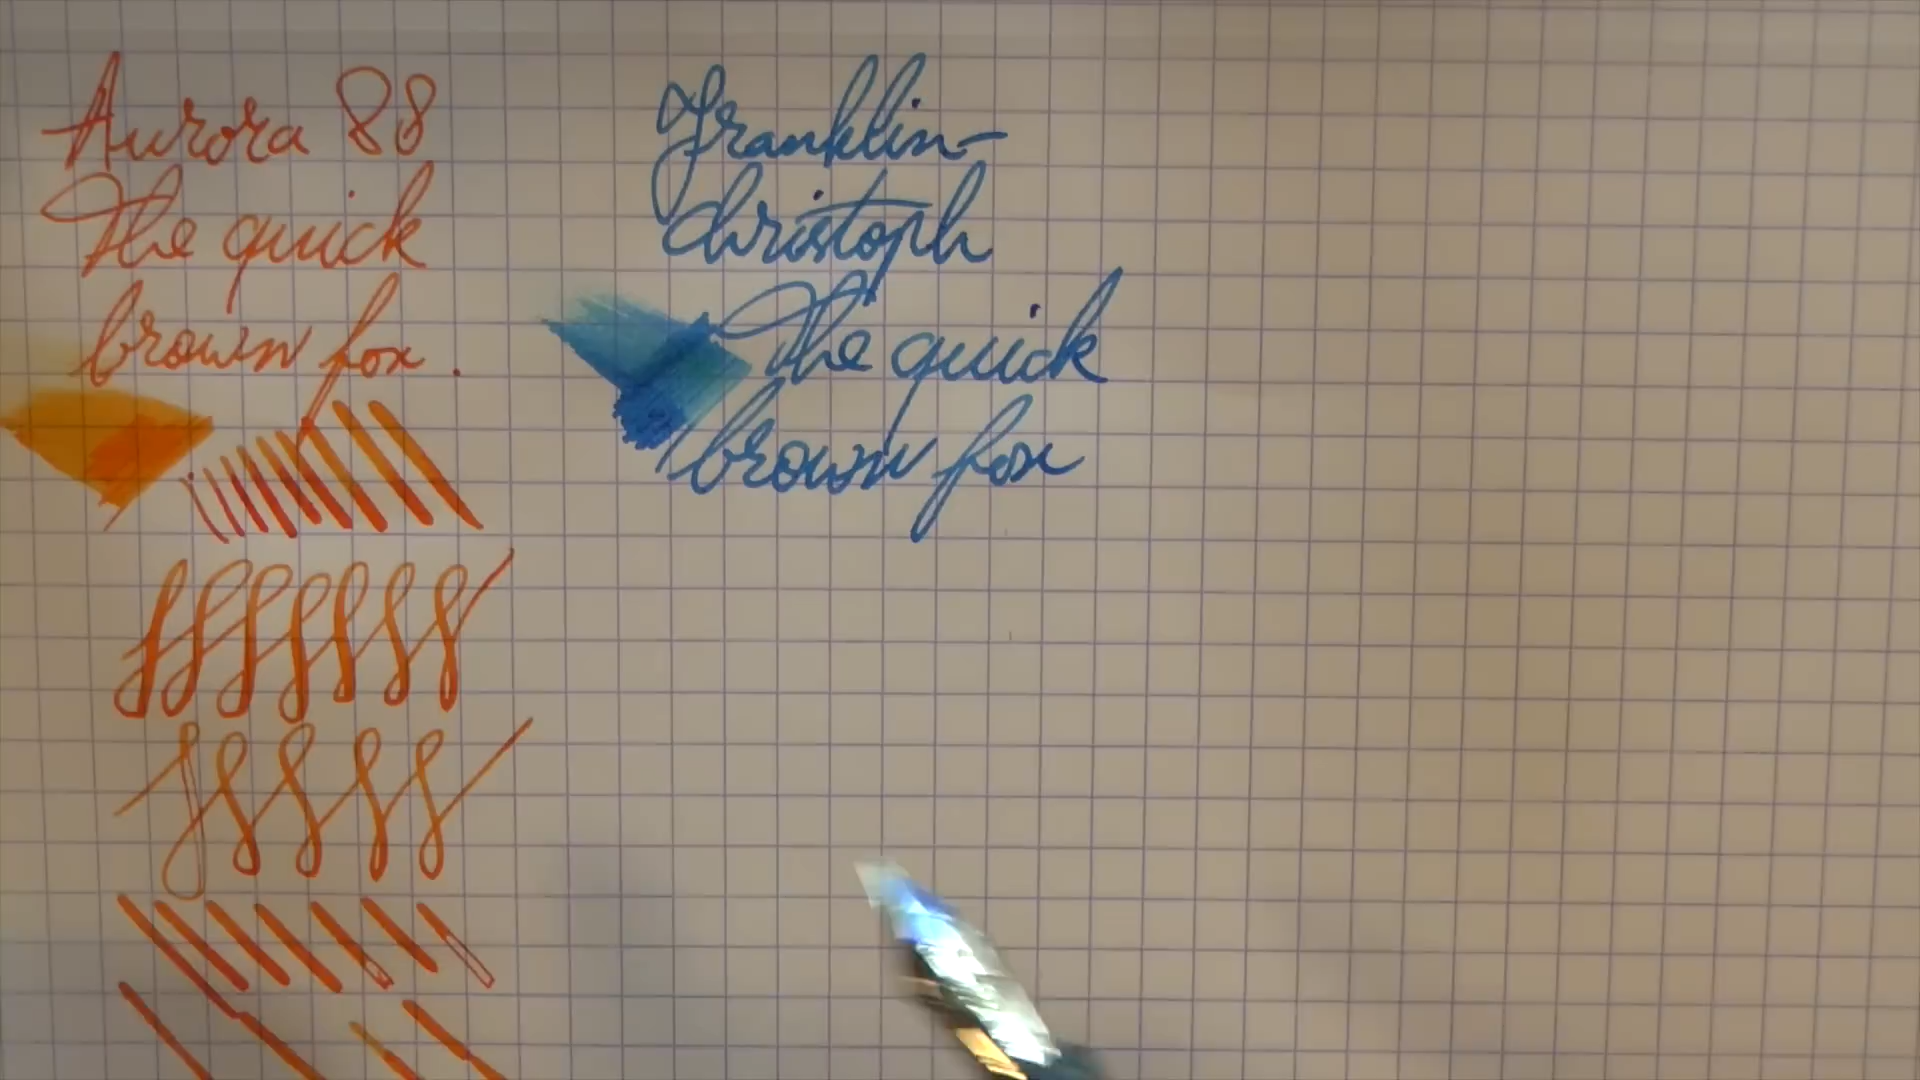 Aurora 88
The quick
brown fox .
Franklin-
Christoph
The quick
brown fox